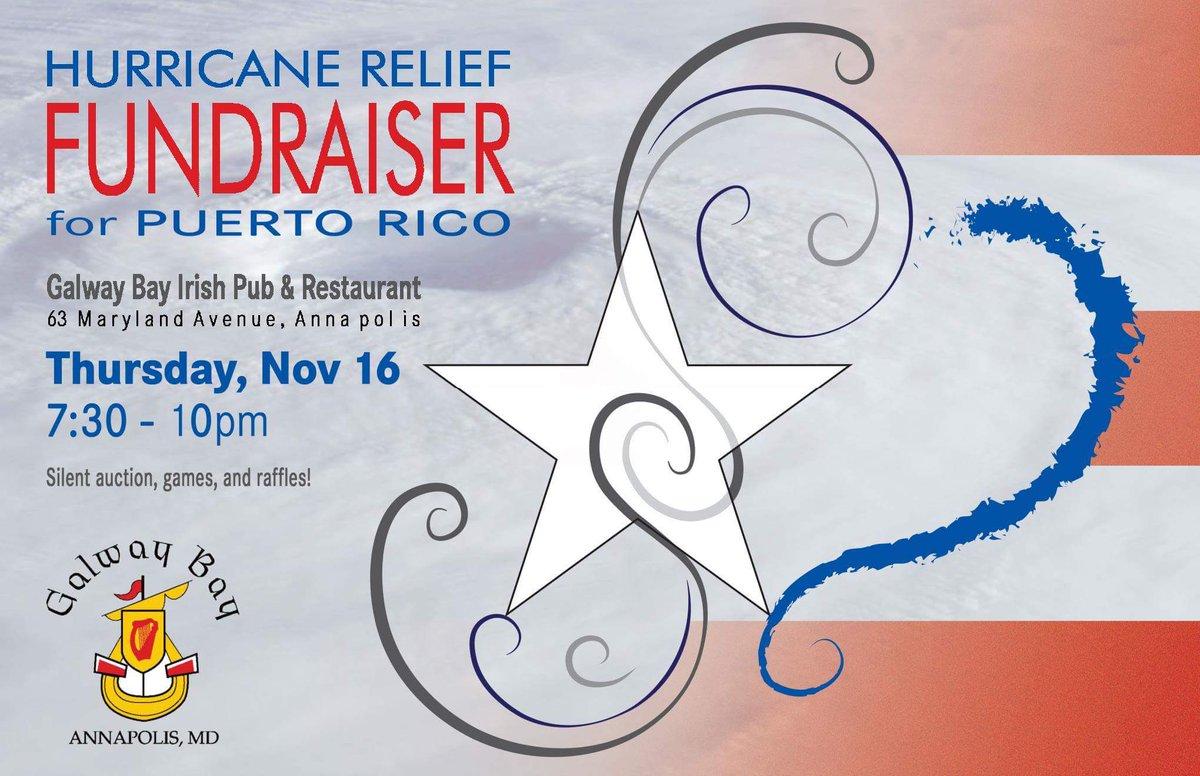 HURRICANE RELIEF
FUNDRAISER
for PUERTO RICO
Galway Bay Irish Pub & Restaurant
63 Maryland Avenue, Annapolis
Thursday, Nov 16
7:30 - 10pm
Silent auction, games, and raffles!
Galway Bay
ANNAPOLIS, MD